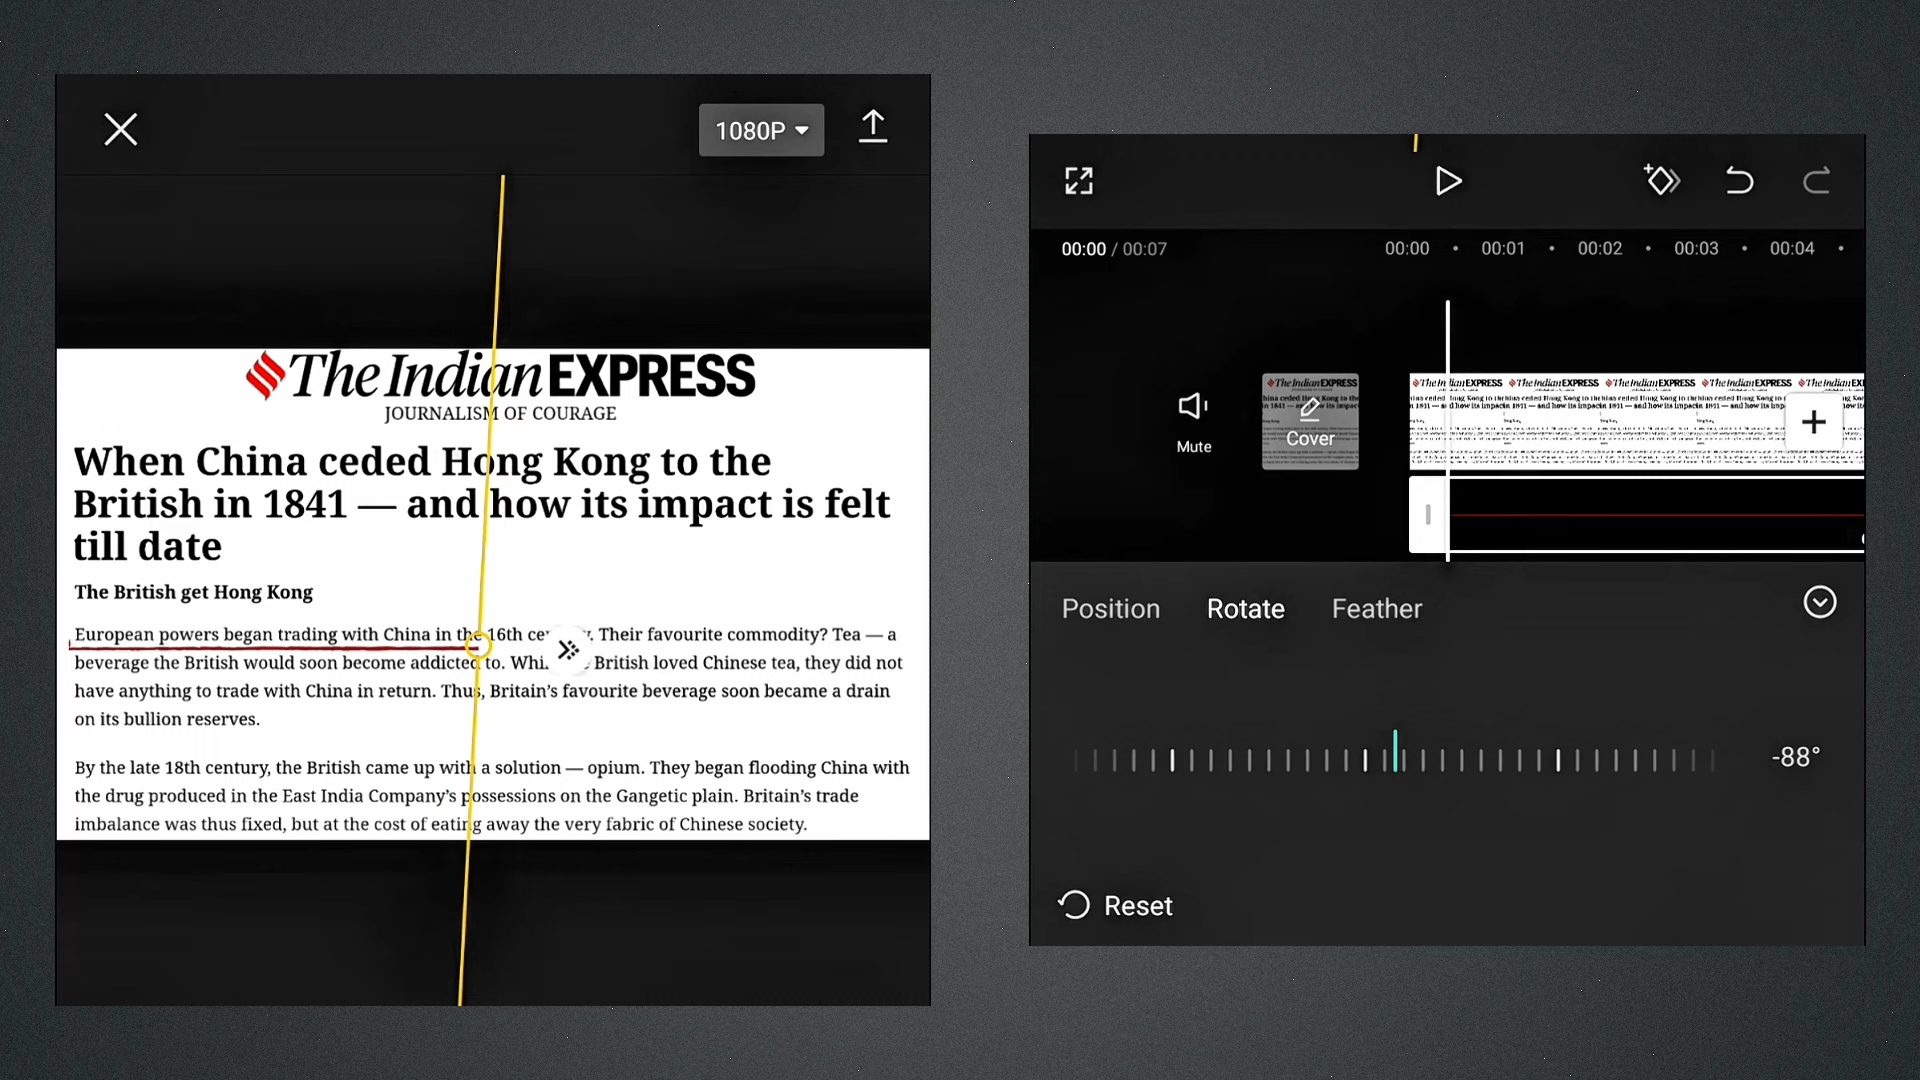 1080P
The Indian EXPRESS
JOURNALISM OF COURAGE
When China ceded Hong Kong to the
British in 1841 — and how its impact is felt
till date
The British get Hong Kong
European powers began trading with China in the 16th Their favourite commodity? Tea — a
beverage the British would soon become addicted to. British loved Chinese tea, they did not
have anything to trade with China in return. Thus, Britain’s favourite beverage soon became a drain
on its bullion reserves.
By the late 18th century, the British came up with a solution — opium. They began flooding China with
the drug produced in the East India Company’s possessions on the Gangetic plain. Britain’s trade
imbalance was thus fixed, but at the cost of eating away the very fabric of Chinese society.
00:00 / 00:07
00:00 • 00:01 • 00:02 • 00:03 • 00:04 •
Mute
Cover
The Indian EXPRESS
Position Rotate Feather
-88°
Reset